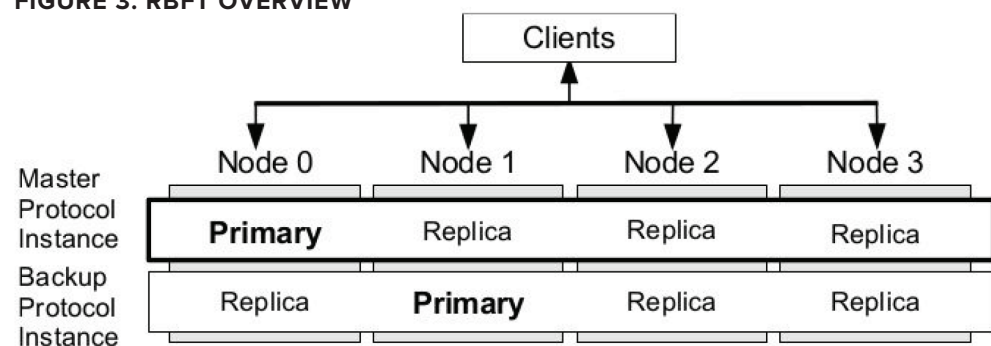 FIGURE 3. RBFT OVERVIEW
Clients
Node 0 Node 1 Node 2 Node 3
Master
Protocol
Instance
Primary Replica Replica Replica
Backup
Protocol
Instance
Replica Primary Replica Replica